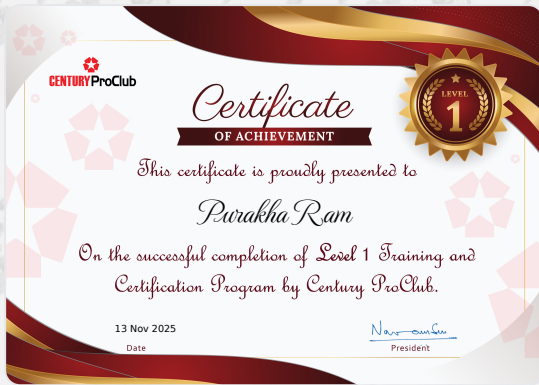 CENTURY ProClub
LEVEL
1
Certificate
OF ACHIEVEMENT
This certificate is proudly presented to
Purakha Ram
On the successful completion of Level 1 Training and
Certification Program by Century ProClub.
13 Nov 2025
Date
President